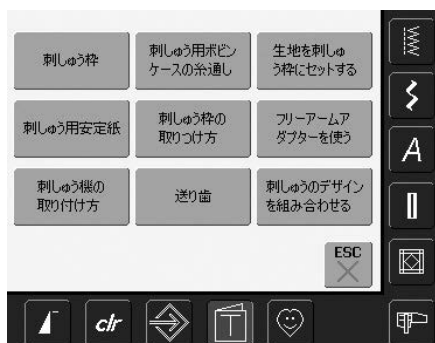 刺しゅう枠
刺しゅう用ボビン
ケースの糸通し
生地を刺しゅ
う枠にセットする
刺しゅう用安定紙
刺しゅう枠の
取りつけ方
フリーアームア
ダプターを使う
刺しゅう機の
取り付け方
送り歯
刺しゅうのデザイン
を組み合わせる
ESC
A
clr
T